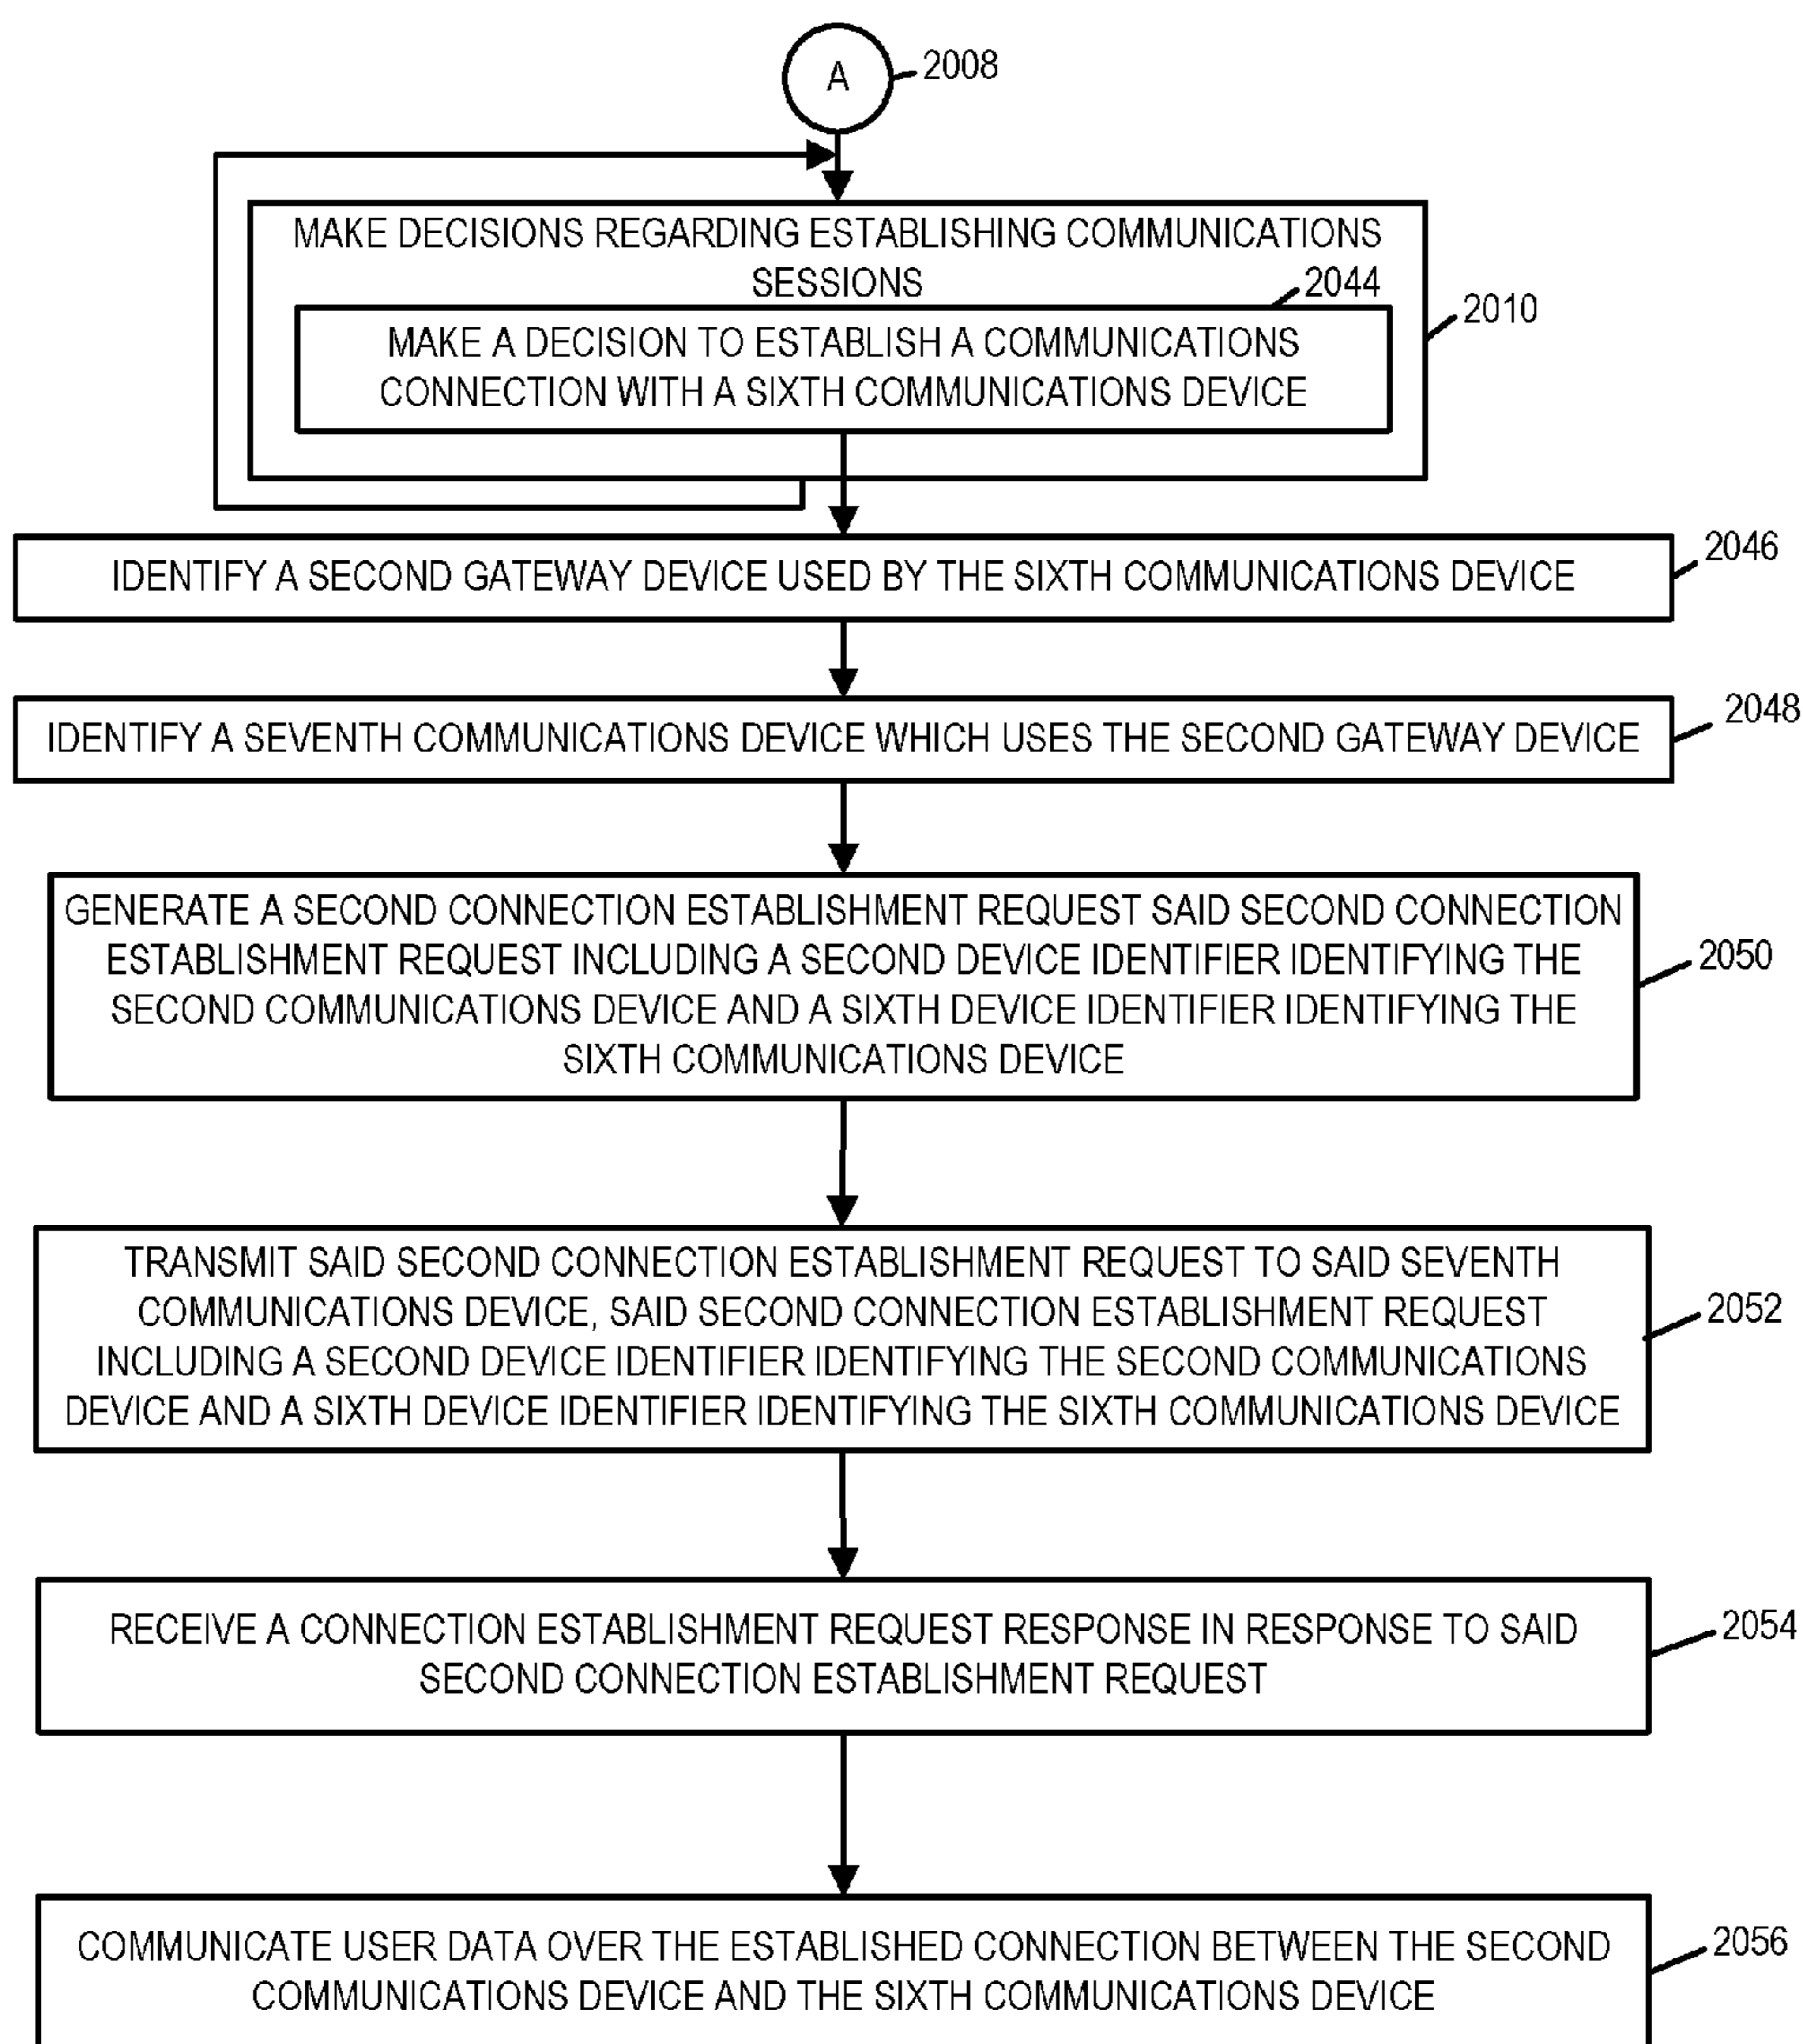 A
2008
MAKE DECISIONS REGARDING ESTABLISHING COMMUNICATIONS
SESSIONS
2044
2010
MAKE A DECISION TO ESTABLISH A COMMUNICATIONS
CONNECTION WITH A SIXTH COMMUNICATIONS DEVICE
2046
IDENTIFY A SECOND GATEWAY DEVICE USED BY THE SIXTH COMMUNICATIONS DEVICE
2048
IDENTIFY A SEVENTH COMMUNICATIONS DEVICE WHICH USES THE SECOND GATEWAY DEVICE
GENERATE A SECOND CONNECTION ESTABLISHMENT REQUEST SAID SECOND CONNECTION
ESTABLISHMENT REQUEST INCLUDING A SECOND DEVICE IDENTIFIER IDENTIFYING THE
SECOND COMMUNICATIONS DEVICE AND A SIXTH DEVICE IDENTIFIER IDENTIFYING THE
SIXTH COMMUNICATIONS DEVICE
2050
TRANSMIT SAID SECOND CONNECTION ESTABLISHMENT REQUEST TO SAID SEVENTH
COMMUNICATIONS DEVICE, SAID SECOND CONNECTION ESTABLISHMENT REQUEST
INCLUDING A SECOND DEVICE IDENTIFIER IDENTIFYING THE SECOND COMMUNICATIONS
DEVICE AND A SIXTH DEVICE IDENTIFIER IDENTIFYING THE SIXTH COMMUNICATIONS DEVICE
2052
RECEIVE A CONNECTION ESTABLISHMENT REQUEST RESPONSE IN RESPONSE TO SAID
SECOND CONNECTION ESTABLISHMENT REQUEST
2054
COMMUNICATE USER DATA OVER THE ESTABLISHED CONNECTION BETWEEN THE SECOND
COMMUNICATIONS DEVICE AND THE SIXTH COMMUNICATIONS DEVICE
2056